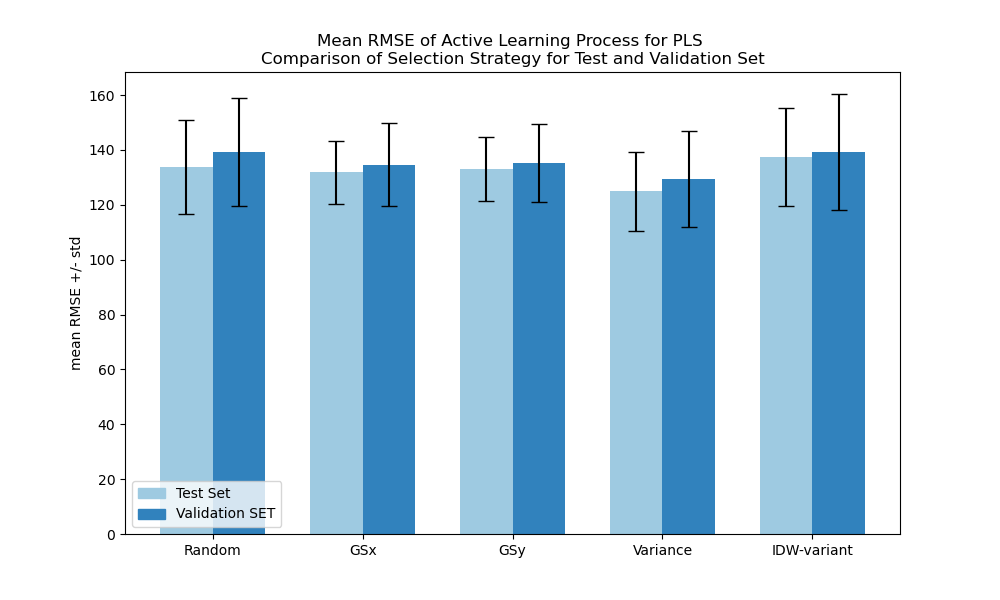 Mean RMSE of Active Learning Process for PLS
Comparison of Selection Strategy for Test and Validation Set
mean RMSE +/- std
160
140
120
100
80
60
40
20
0
Test Set
Validation SET
Random
GSx
GSy
Variance
IDW-variant